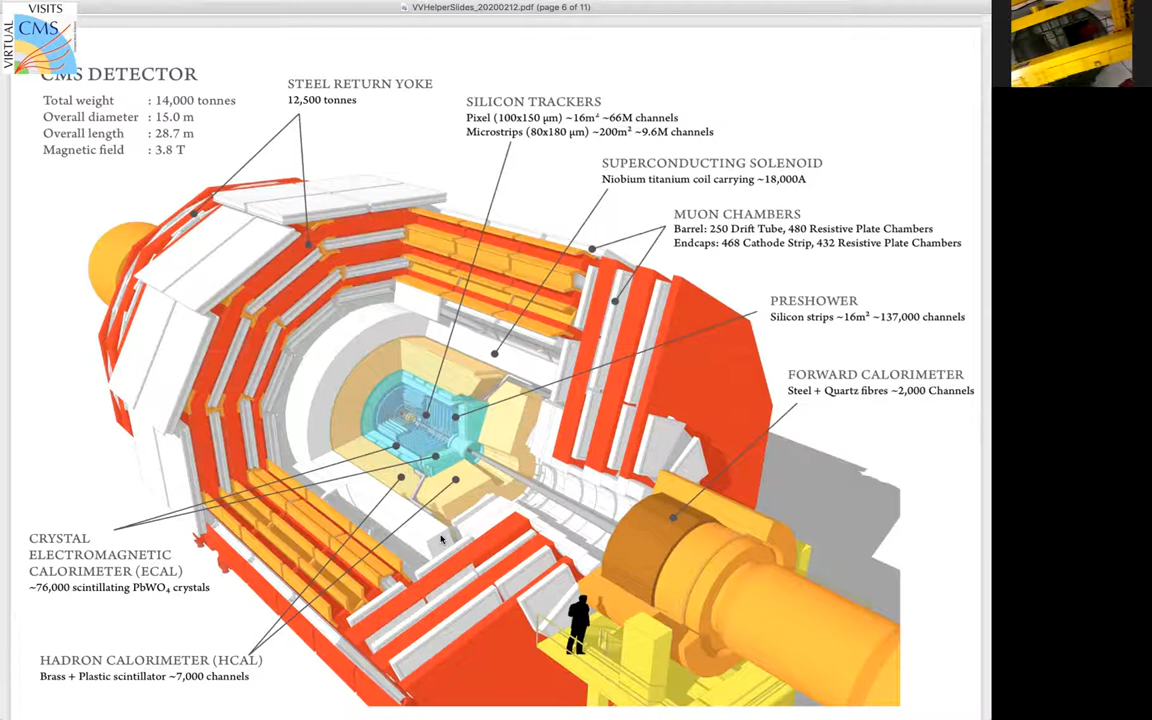 VVHelperSlides_20200212.pdf (page 6 of 11)
VIRTUAL
VISITS
CMS
CMS DETECTOR
Total weight : 14,000 tonnes
Overall diameter : 15.0 m
Overall length : 28.7 m
Magnetic field : 3.8 T
STEEL RETURN YOKE
12,500 tonnes
SILICON TRACKERS
Pixel (100x150 μm) ~16m² ~66M channels
Microstrips (80x180 μm) ~200m² ~9.6M channels
SUPERCONDUCTING SOLENOID
Niobium titanium coil carrying ~18,000A
MUON CHAMBERS
Barrel: 250 Drift Tube, 480 Resistive Plate Chambers
Endcaps: 468 Cathode Strip, 432 Resistive Plate Chambers
PRESHOWER
Silicon strips ~16m² ~137,000 channels
FORWARD CALORIMETER
Steel + Quartz fibres ~2,000 Channels
CRYSTAL
ELECTROMAGNETIC
CALORIMETER (ECAL)
~76,000 scintillating PbWO₄ crystals
HADRON CALORIMETER (HCAL)
Brass + Plastic scintillator ~7,000 channels